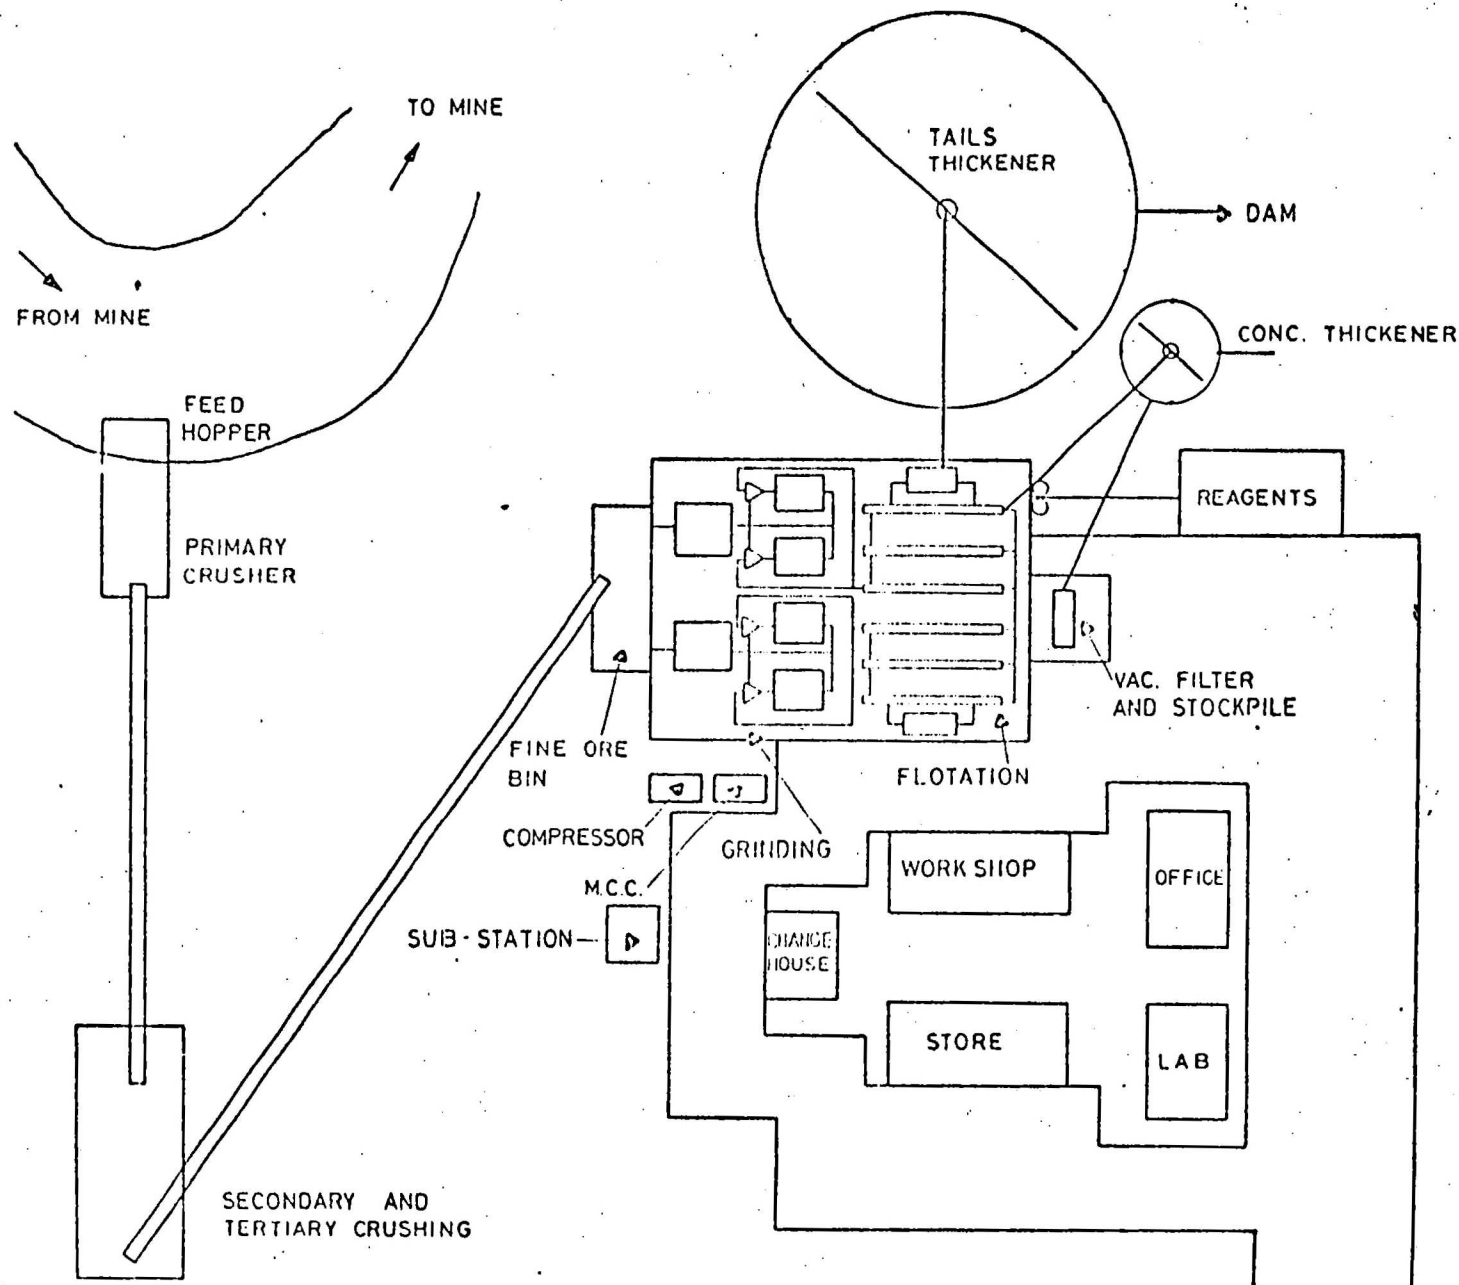 TO MINE
FROM MINE
TAILS
THICKENER
DAM
CONC. THICKENER
FEED
HOPPER
REAGENTS
PRIMARY
CRUSHER
VAC. FILTER
AND STOCKPILE
FINE ORE
BIN
FLOTATION
COMPRESSOR
GRINDING
M.C.C.
WORK SHOP
OFFICE
SUB-STATION
CHANGE
HOUSE
STORE
LAB
SECONDARY AND
TERTIARY CRUSHING